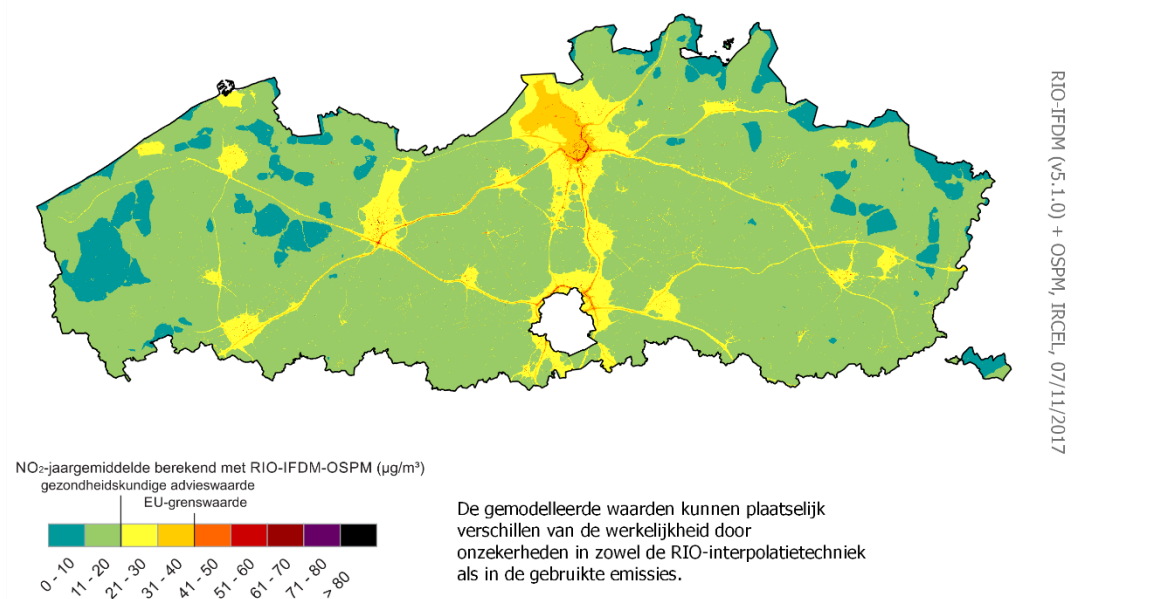 RIO-IFDM (v5.1.0) + OSPM, IRCEL, 07/11/2017
NO₂-jaargemiddelde berekend met RIO-IFDM-OSPM (µg/m³)
gezondheidskundige advieswaarde
EU-grenswaarde
0 - 10
11 - 20
21 - 30
31 - 40
41 - 50
51 - 60
61 - 70
71 - 80
> 80
De gemodelleerde waarden kunnen plaatselijk
verschillen van de werkelijkheid door
onzekerheden in zowel de RIO-interpolatietechniek
als in de gebruikte emissies.